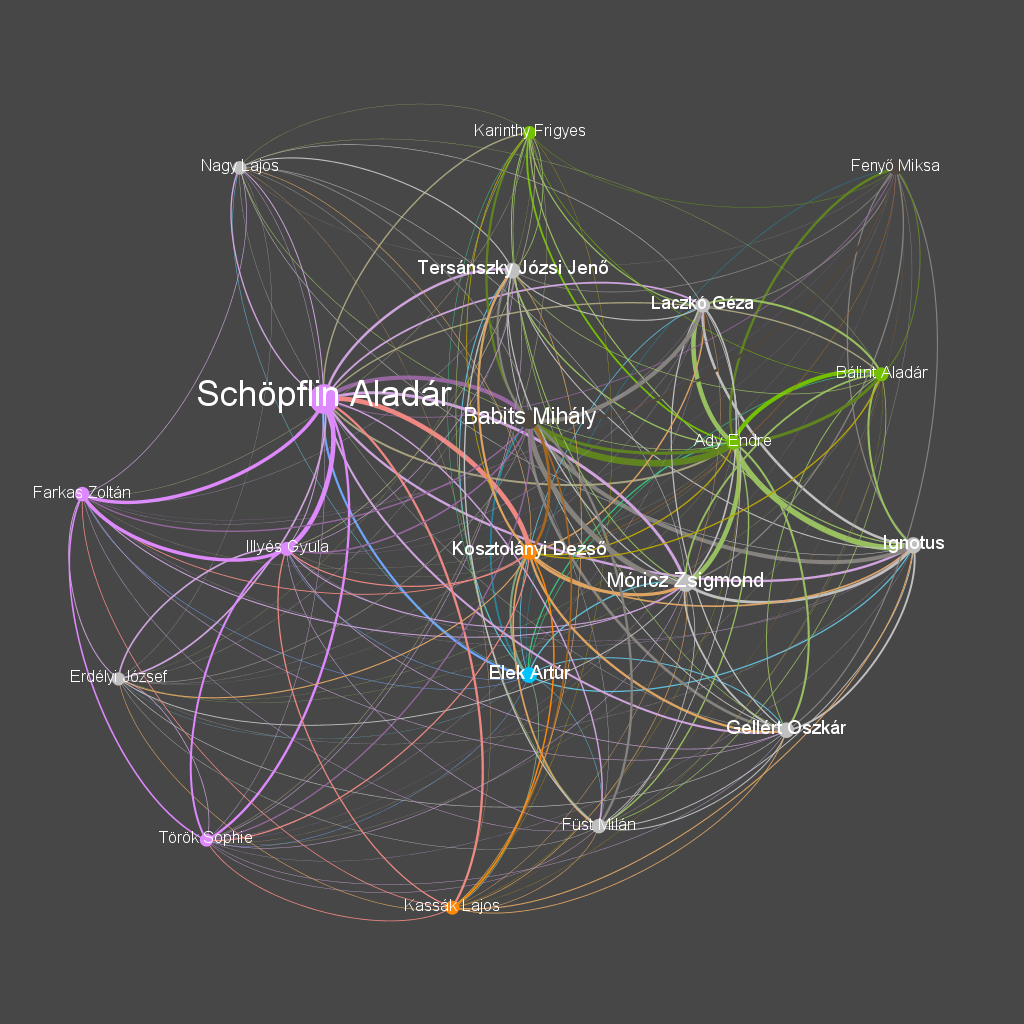 Karinthy Frigyes
Nagy Lajos
Fenyő Miksa
Tersánszky Józsi Jenő
Laczkó Géza
Bálint Aladár
Schöpflin Aladár
Babits Mihály
Ady Endre
Farkas Zoltán
Illyés Gyula
Kosztolányi Dezső
Ignotus
Móricz Zsigmond
Erdélyi József
Elek Artúr
Gellért Oszkár
Füst Milán
Török Sophie
Kassák Lajos